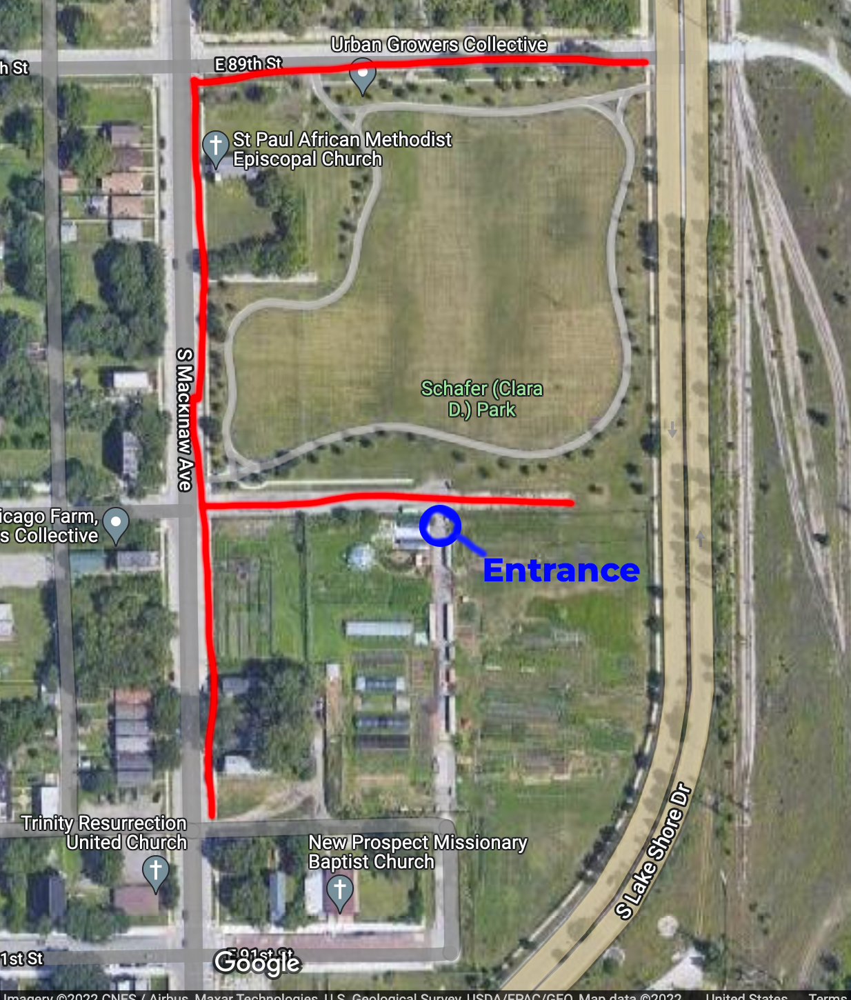 Urban Growers Collective
E 89th St
h St
St Paul African Methodist
Episcopal Church
S Mackinaw Ave
Schafer (Clara
D.) Park
icago Farm,
s Collective
Entrance
Trinity Resurrection
United Church
New Prospect Missionary
Baptist Church
S Lake Shore Dr
1st St
E 91st St
Google
Imagery ©2022 CNES / Airbus, Maxar Technologies, U.S. Geological Survey, USDA/FPAC/GEO, Map data ©2022
United States
Terms